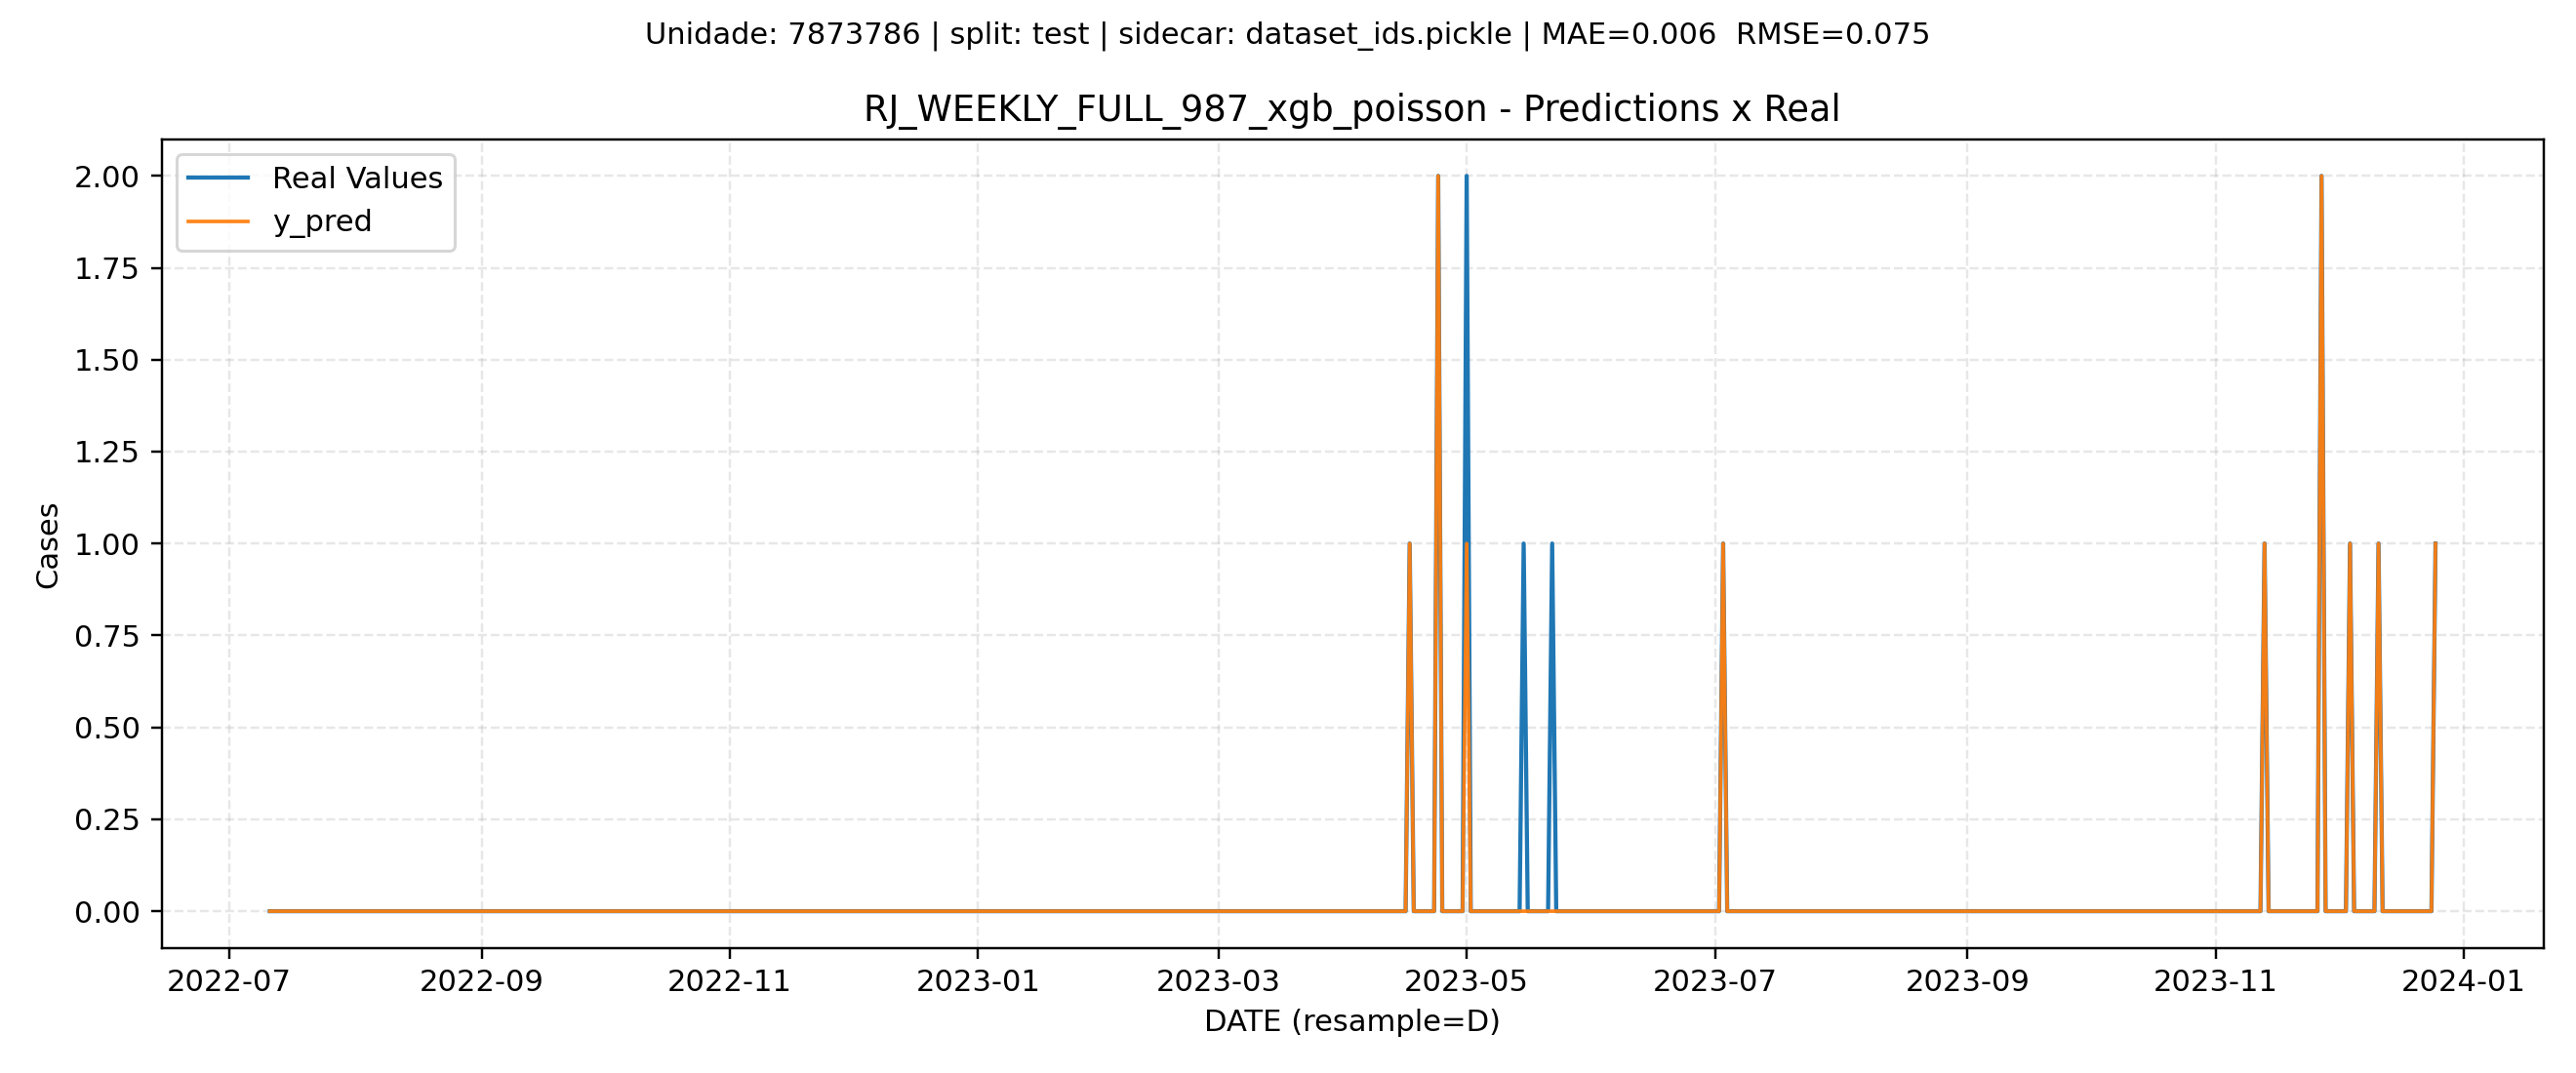 Unidade: 7873786 | split: test | sidecar: dataset_ids.pickle | MAE=0.006  RMSE=0.075
RJ_WEEKLY_FULL_987_xgb_poisson - Predictions x Real
Real Values
y_pred
2.00
1.75
1.50
1.25
1.00
0.75
0.50
0.25
0.00
Cases
2022-07 2022-09 2022-11 2023-01 2023-03 2023-05 2023-07 2023-09 2023-11 2024-01
DATE (resample=D)